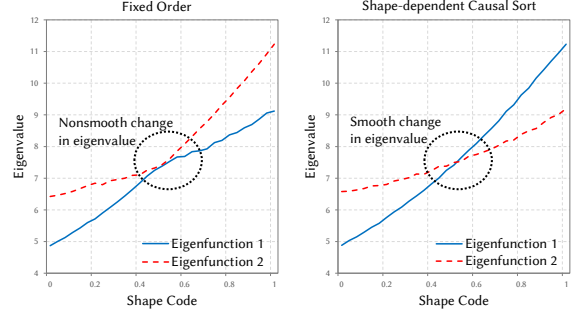 Fixed Order
12
11
10
9
8
7
6
5
4
Eigenvalue
Nonsmooth change
in eigenvalue
Eigenfunction 1
Eigenfunction 2
0
0.2
0.4
0.6
0.8
1
Shape Code
Shape-dependent Causal Sort
12
11
10
9
8
7
6
5
4
Eigenvalue
Smooth change
in eigenvalue
Eigenfunction 1
Eigenfunction 2
0
0.2
0.4
0.6
0.8
1
Shape Code